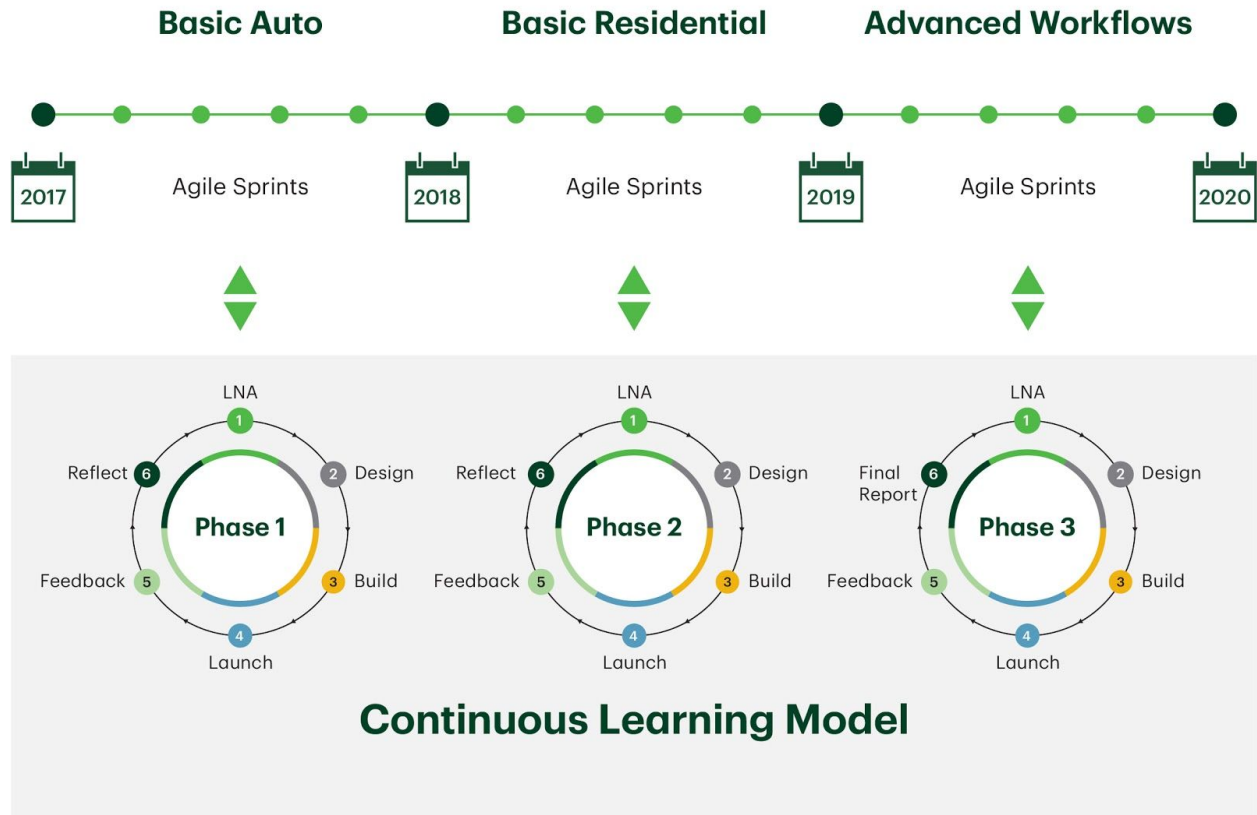 Basic Auto
Basic Residential
Advanced Workflows
2017
Agile Sprints
2018
Agile Sprints
2019
Agile Sprints
2020
LNA
1
Reflect 6
2 Design
Phase 1
Feedback 5
3 Build
4
Launch
LNA
1
Reflect 6
2 Design
Phase 2
Feedback 5
3 Build
4
Launch
LNA
1
Final
Report
6
2 Design
Phase 3
Feedback 5
3 Build
4
Launch
Continuous Learning Model